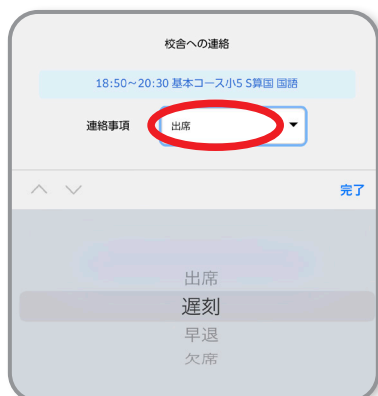 校舎への連絡
18:50~20:30 基本コース小5 S算国 国語
連絡事項
出席
完了
出席
遅刻
早退
欠席